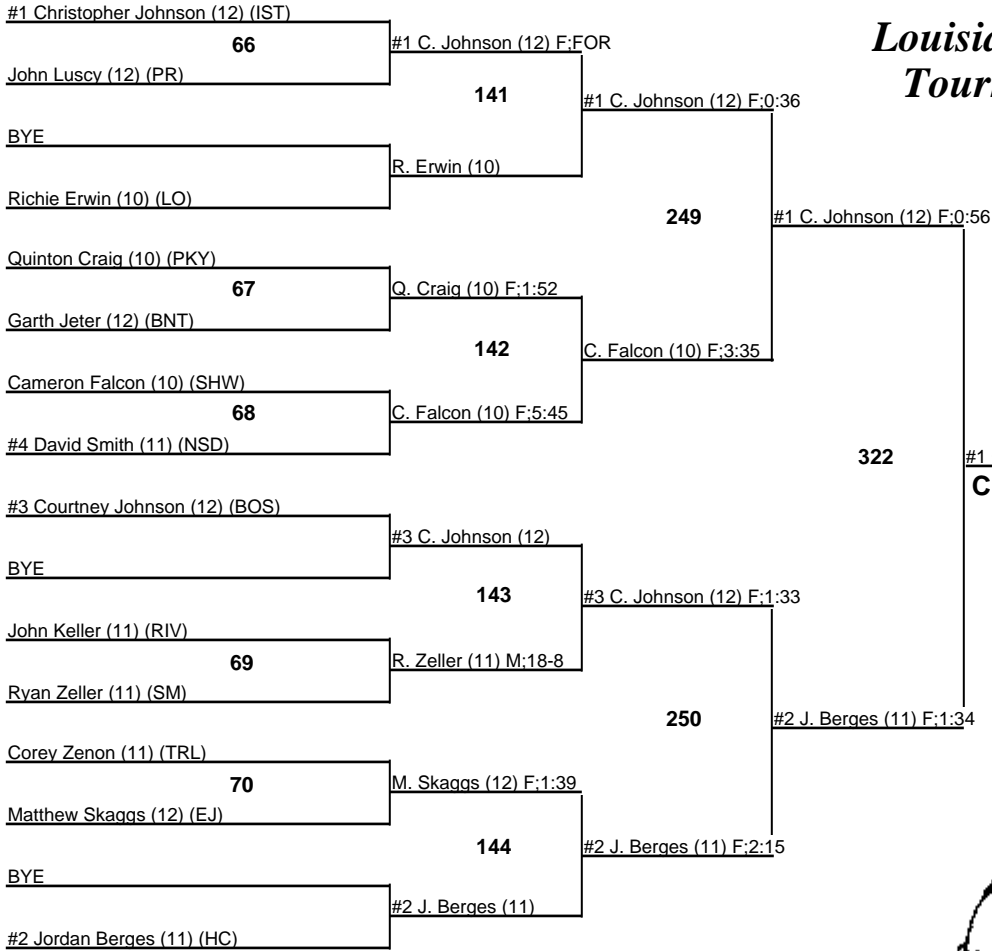 #1 Christopher Johnson (12) (IST)
66
John Luscy (12) (PR)
#1 C. Johnson (12) F;FOR
141
BYE
Richie Erwin (10) (LO)
R. Erwin (10)
#1 C. Johnson (12) F;0:36
249
Quinton Craig (10) (PKY)
67
Garth Jeter (12) (BNT)
Q. Craig (10) F;1:52
142
Cameron Falcon (10) (SHW)
68
#4 David Smith (11) (NSD)
C. Falcon (10) F;5:45
C. Falcon (10) F;3:35
#1 C. Johnson (12) F;0:56
322
#3 Courtney Johnson (12) (BOS)
BYE
#3 C. Johnson (12)
143
John Keller (11) (RIV)
69
Ryan Zeller (11) (SM)
R. Zeller (11) M;18-8
#3 C. Johnson (12) F;1:33
250
Corey Zenon (11) (TRL)
70
Matthew Skaggs (12) (EJ)
M. Skaggs (12) F;1:39
144
BYE
#2 Jordan Berges (11) (HC)
#2 J. Berges (11)
#2 J. Berges (11) F;2:15
#2 J. Berges (11) F;1:34
#1
C